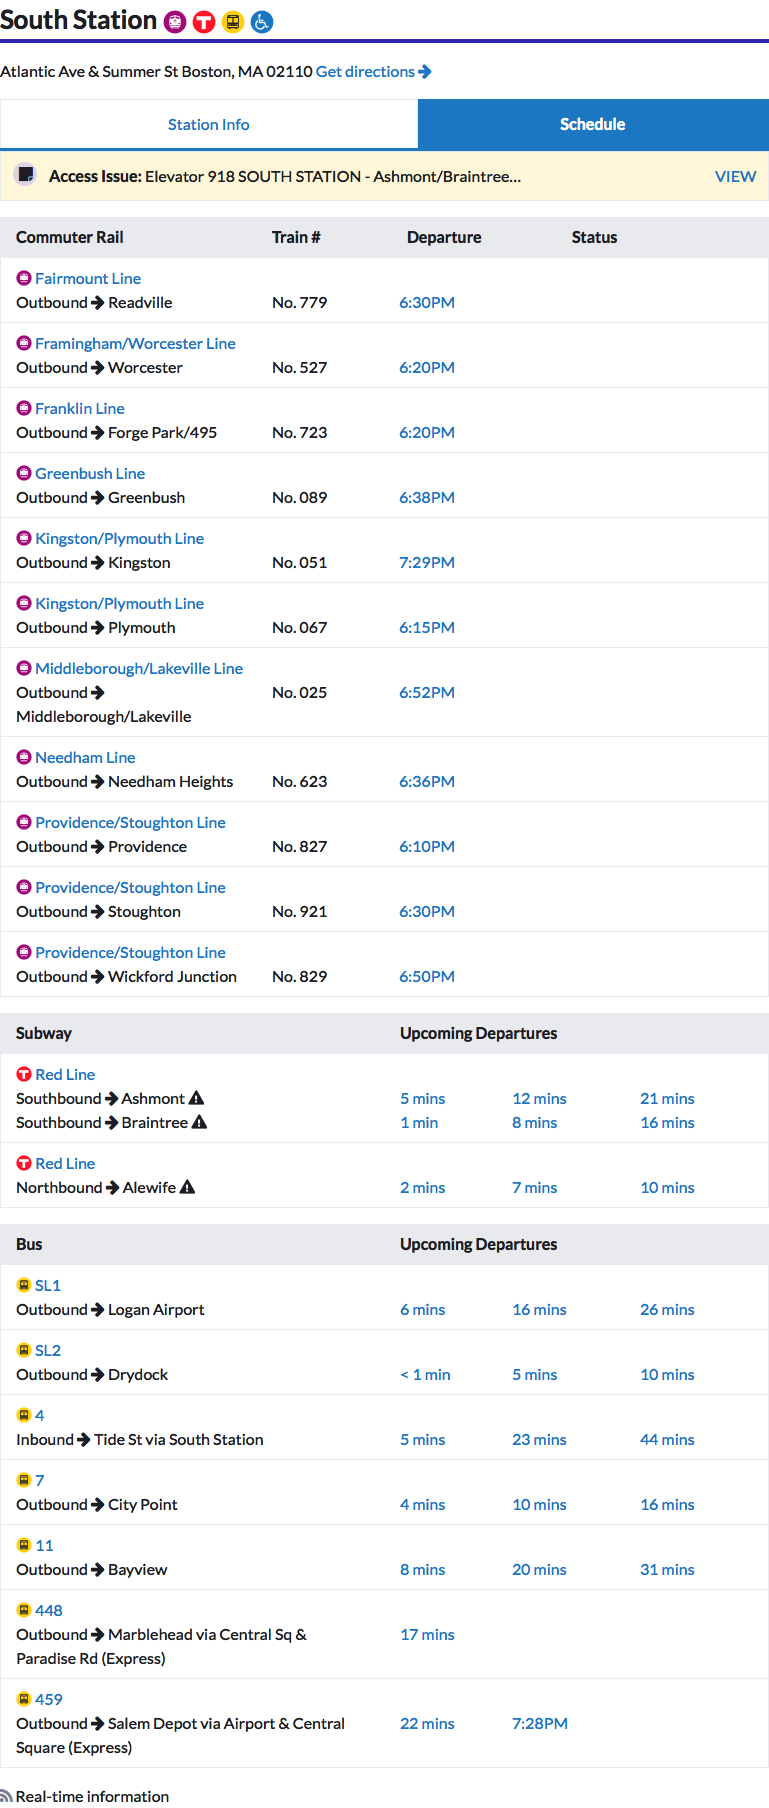 South Station
Atlantic Ave & Summer St Boston, MA 02110 Get directions
Station Info Schedule
Access Issue: Elevator 918 SOUTH STATION - Ashmont/Braintree... VIEW
Commuter Rail Train # Departure Status
Fairmount Line
Outbound Readville No. 779 6:30PM
Framingham/Worcester Line
Outbound Worcester No. 527 6:20PM
Franklin Line
Outbound Forge Park/495 No. 723 6:20PM
Greenbush Line
Outbound Greenbush No. 089 6:38PM
Kingston/Plymouth Line
Outbound Kingston No. 051 7:29PM
Kingston/Plymouth Line
Outbound Plymouth No. 067 6:15PM
Middleborough/Lakeville Line
Outbound No. 025 6:52PM
Middleborough/Lakeville
Needham Line
Outbound Needham Heights No. 623 6:36PM
Providence/Stoughton Line
Outbound Providence No. 827 6:10PM
Providence/Stoughton Line
Outbound Stoughton No. 921 6:30PM
Providence/Stoughton Line
Outbound Wickford Junction No. 829 6:50PM
Subway Upcoming Departures
Red Line
Southbound Ashmont 5 mins 12 mins 21 mins
Southbound Braintree 1 min 8 mins 16 mins
Red Line
Northbound Alewife 2 mins 7 mins 10 mins
Bus Upcoming Departures
SL1
Outbound Logan Airport 6 mins 16 mins 26 mins
SL2
Outbound Drydock < 1 min 5 mins 10 mins
4
Inbound Tide St via South Station 5 mins 23 mins 44 mins
7
Outbound City Point 4 mins 10 mins 16 mins
11
Outbound Bayview 8 mins 20 mins 31 mins
448
Outbound Marblehead via Central Sq & 17 mins
Paradise Rd (Express)
459
Outbound Salem Depot via Airport & Central 22 mins 7:28PM
Square (Express)
Real-time information